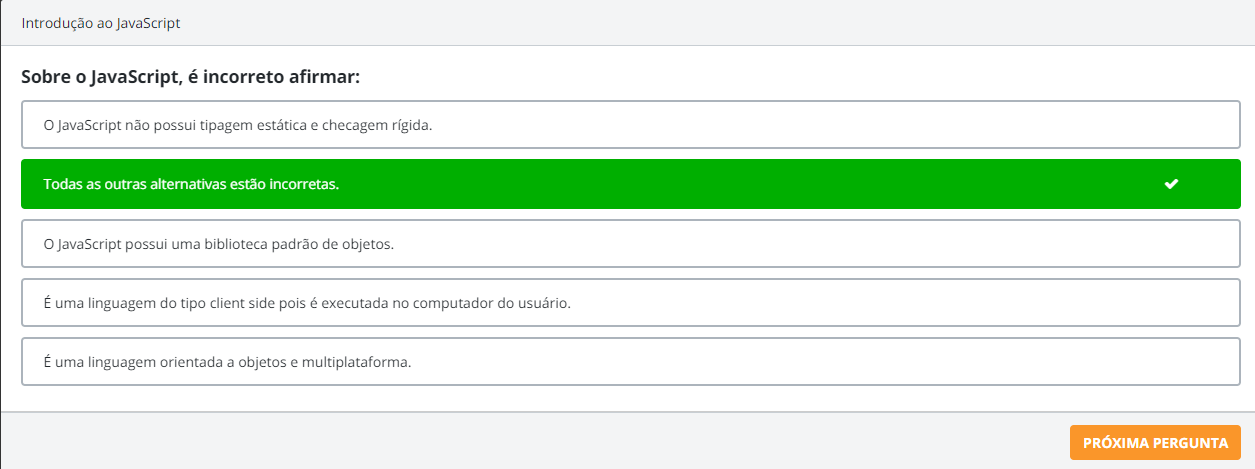 Introdução ao JavaScript
Sobre o JavaScript, é incorreto afirmar:
O JavaScript não possui tipagem estática e checagem rígida.
Todas as outras alternativas estão incorretas.
O JavaScript possui uma biblioteca padrão de objetos.
É uma linguagem do tipo client side pois é executada no computador do usuário.
É uma linguagem orientada a objetos e multiplataforma.
PRÓXIMA PERGUNTA